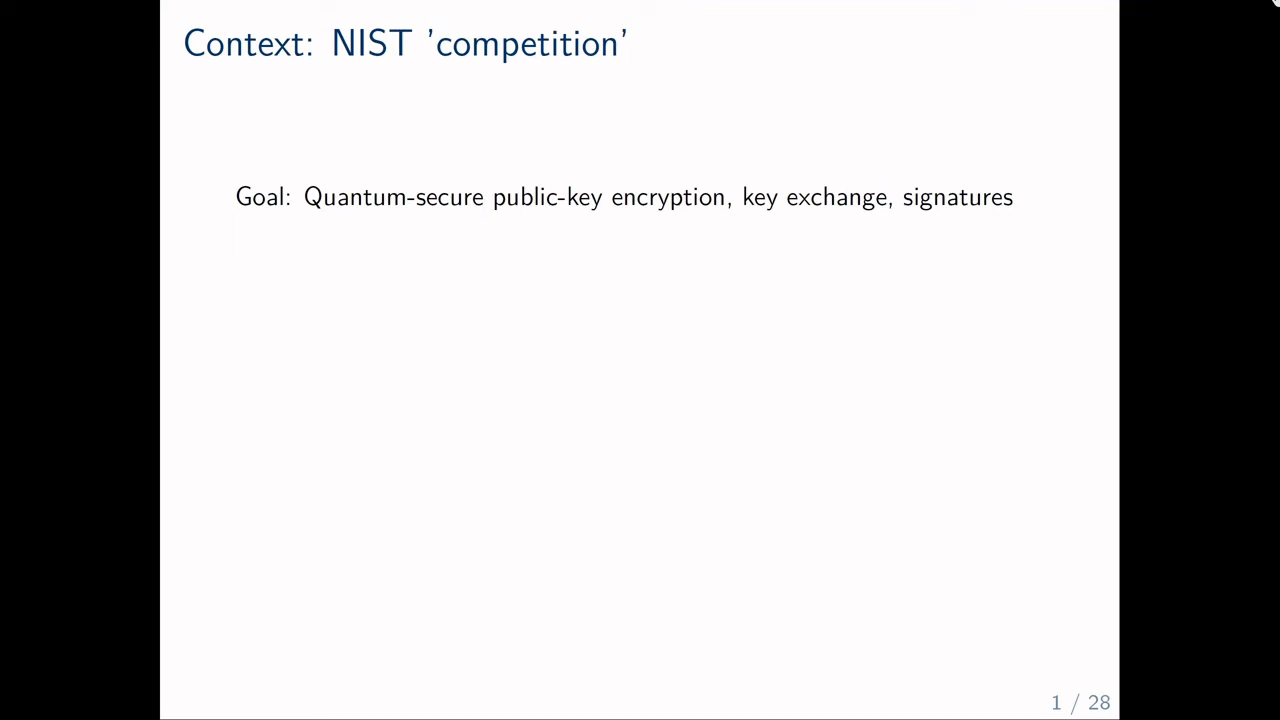 Context: NIST 'competition'
Goal: Quantum-secure public-key encryption, key exchange, signatures
1 / 28